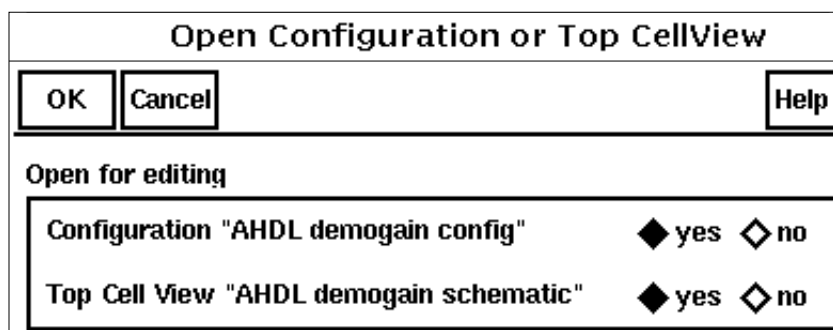 Open Configuration or Top CellView
OK Cancel Help
Open for editing
Configuration "AHDL demogain config" yes no
Top Cell View "AHDL demogain schematic" yes no